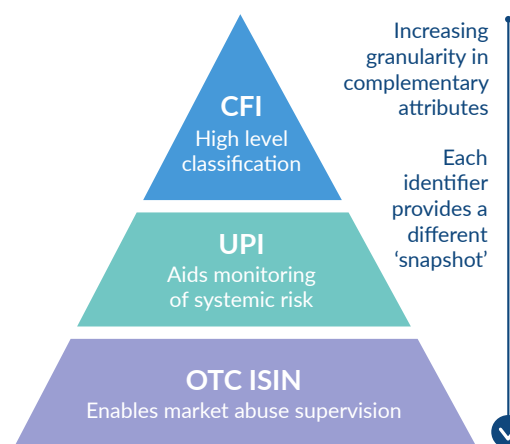 CFI
High level
classification
UPI
Aids monitoring
of systemic risk
OTC ISIN
Enables market abuse supervision
Increasing
granularity in
complementary
attributes
Each
identifier
provides a
different
‘snapshot’